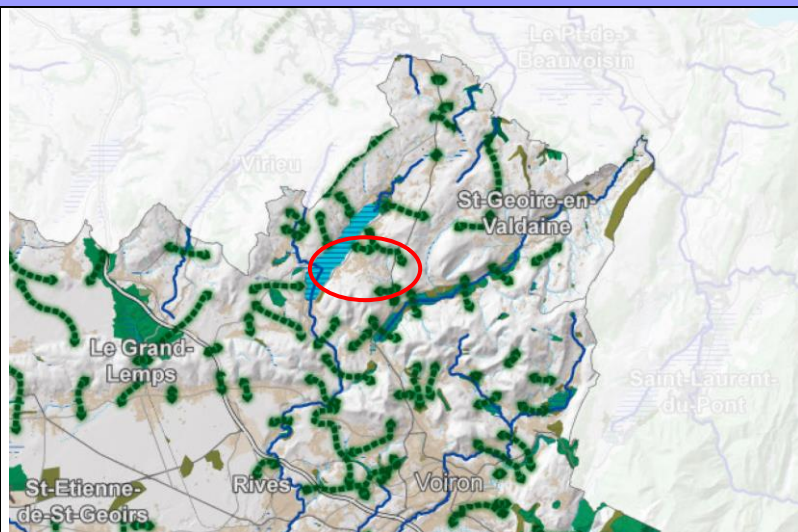 Le Pt-de-
Beauvoisin
Virieu
St-Geoire-en-
Valdaine
Le Grand-
Lemps
Saint-Laurent-
du-Pont
St-Etienne-
de-St-Geoirs
Rives
Voiron